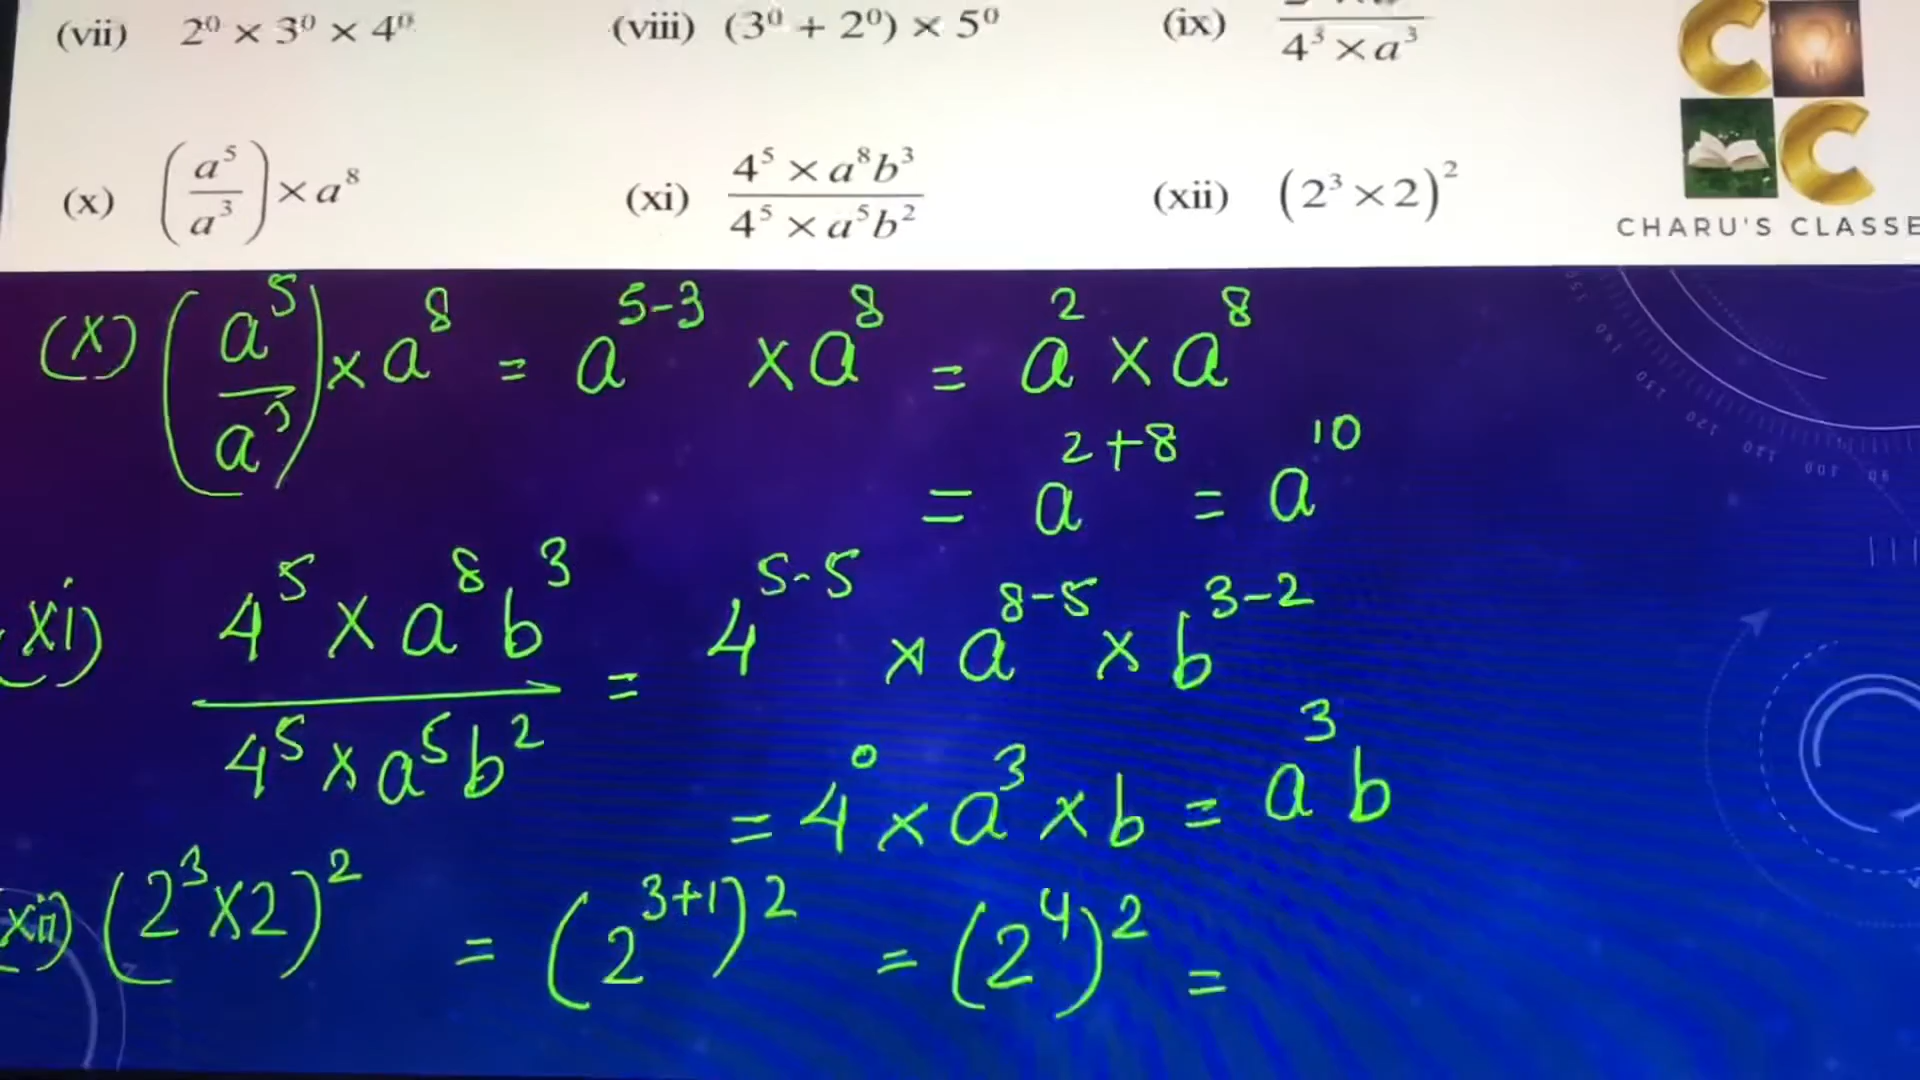 (vii) 2⁰ × 3⁰ × 4⁰ (viii) (3⁰ + 2⁰) × 5⁰ (ix) / 4³ × a³
(x) (a⁵/a³) × a⁸ (xi) 4⁵ × a⁸b³ / 4⁵ × a⁵b² (xii) (2³ × 2)²
CHARU'S CLASSE
(x) (a⁵/a³) × a⁸ = a⁵⁻³ × a⁸ = a² × a⁸
= a²⁺⁸ = a¹⁰
xi) 4⁵ × a⁸b³ / 4⁵ × a⁵b² = 4⁵⁻⁵ × a⁸⁻⁵ × b³⁻²
= 4⁰ × a³ × b = a³b
xii) (2³×2)² = (2³⁺¹)² = (2⁴)² =